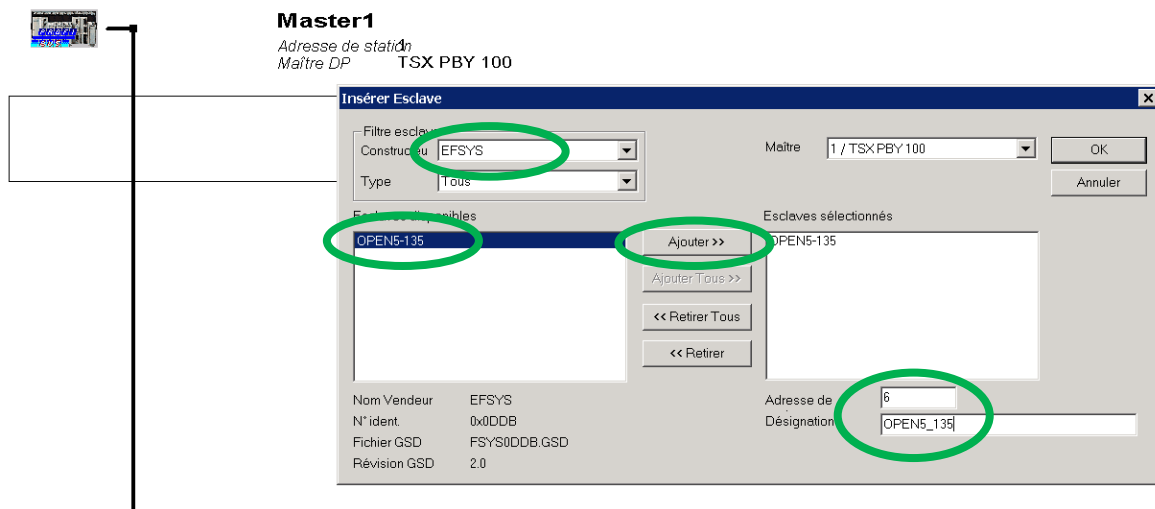 Master1
Adresse de station
1
Maître DP TSX PBY 100
Insérer Esclave
Filtre esclave
Constructeu EFSYS
Type Tous
Maître 1 / TSX PBY 100
OK
Annuler
Esclaves disponibles
Esclaves sélectionnés
OPEN5-135
Ajouter >>
OPEN5-135
Ajouter Tous >>
<< Retirer Tous
<< Retirer
Nom Vendeur EFSYS
N° ident. 0x0DDB
Fichier GSD FSYS0DDB.GSD
Révision GSD 2.0
Adresse de 6
Désignation OPEN5_135